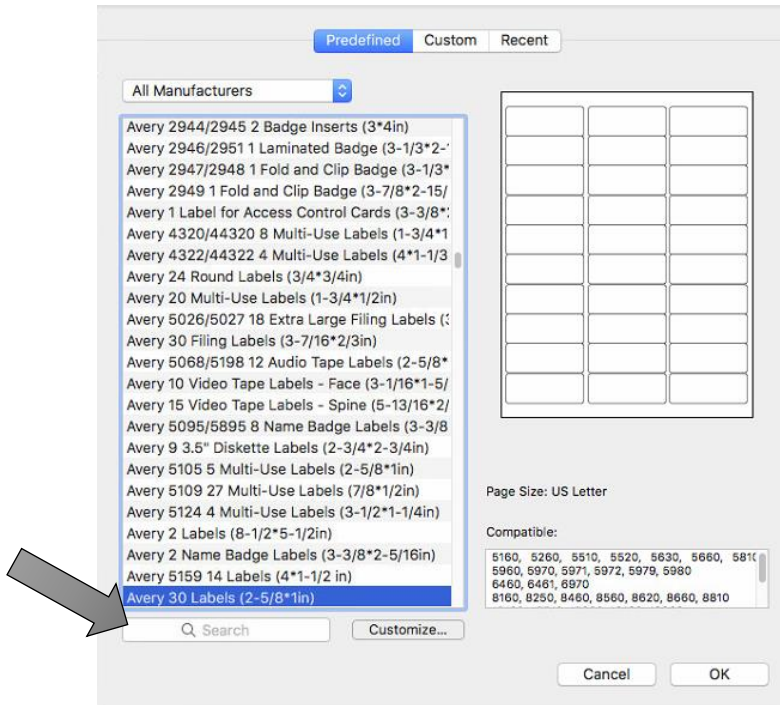 Predefined Custom Recent
All Manufacturers
Avery 2944/2945 2 Badge Inserts (3*4in)
Avery 2946/2951 1 Laminated Badge (3-1/3*2-
Avery 2947/2948 1 Fold and Clip Badge (3-1/3*
Avery 2949 1 Fold and Clip Badge (3-7/8*2-15/
Avery 1 Label for Access Control Cards (3-3/8*
Avery 4320/44320 8 Multi-Use Labels (1-3/4*1
Avery 4322/44322 4 Multi-Use Labels (4*1-1/3
Avery 24 Round Labels (3/4*3/4in)
Avery 20 Multi-Use Labels (1-3/4*1/2in)
Avery 5026/5027 18 Extra Large Filing Labels (
Avery 30 Filing Labels (3-7/16*2/3in)
Avery 5068/5198 12 Audio Tape Labels (2-5/8*
Avery 10 Video Tape Labels - Face (3-1/16*1-5/
Avery 15 Video Tape Labels - Spine (5-13/16*2/
Avery 5095/5895 8 Name Badge Labels (3-3/8
Avery 9 3.5" Diskette Labels (2-3/4*2-3/4in)
Avery 5105 5 Multi-Use Labels (2-5/8*1in)
Avery 5109 27 Multi-Use Labels (7/8*1/2in)
Avery 5124 4 Multi-Use Labels (3-1/2*1-1/4in)
Avery 2 Labels (8-1/2*5-1/2in)
Avery 2 Name Badge Labels (3-3/8*2-5/16in)
Avery 5159 14 Labels (4*1-1/2 in)
Avery 30 Labels (2-5/8*1in)
Search
Customize...
Page Size: US Letter
Compatible:
5160, 5260, 5510, 5520, 5630, 5660, 5810
5960, 5970, 5971, 5972, 5979, 5980
6460, 6461, 6970
8160, 8250, 8460, 8560, 8620, 8660, 8810
Cancel OK